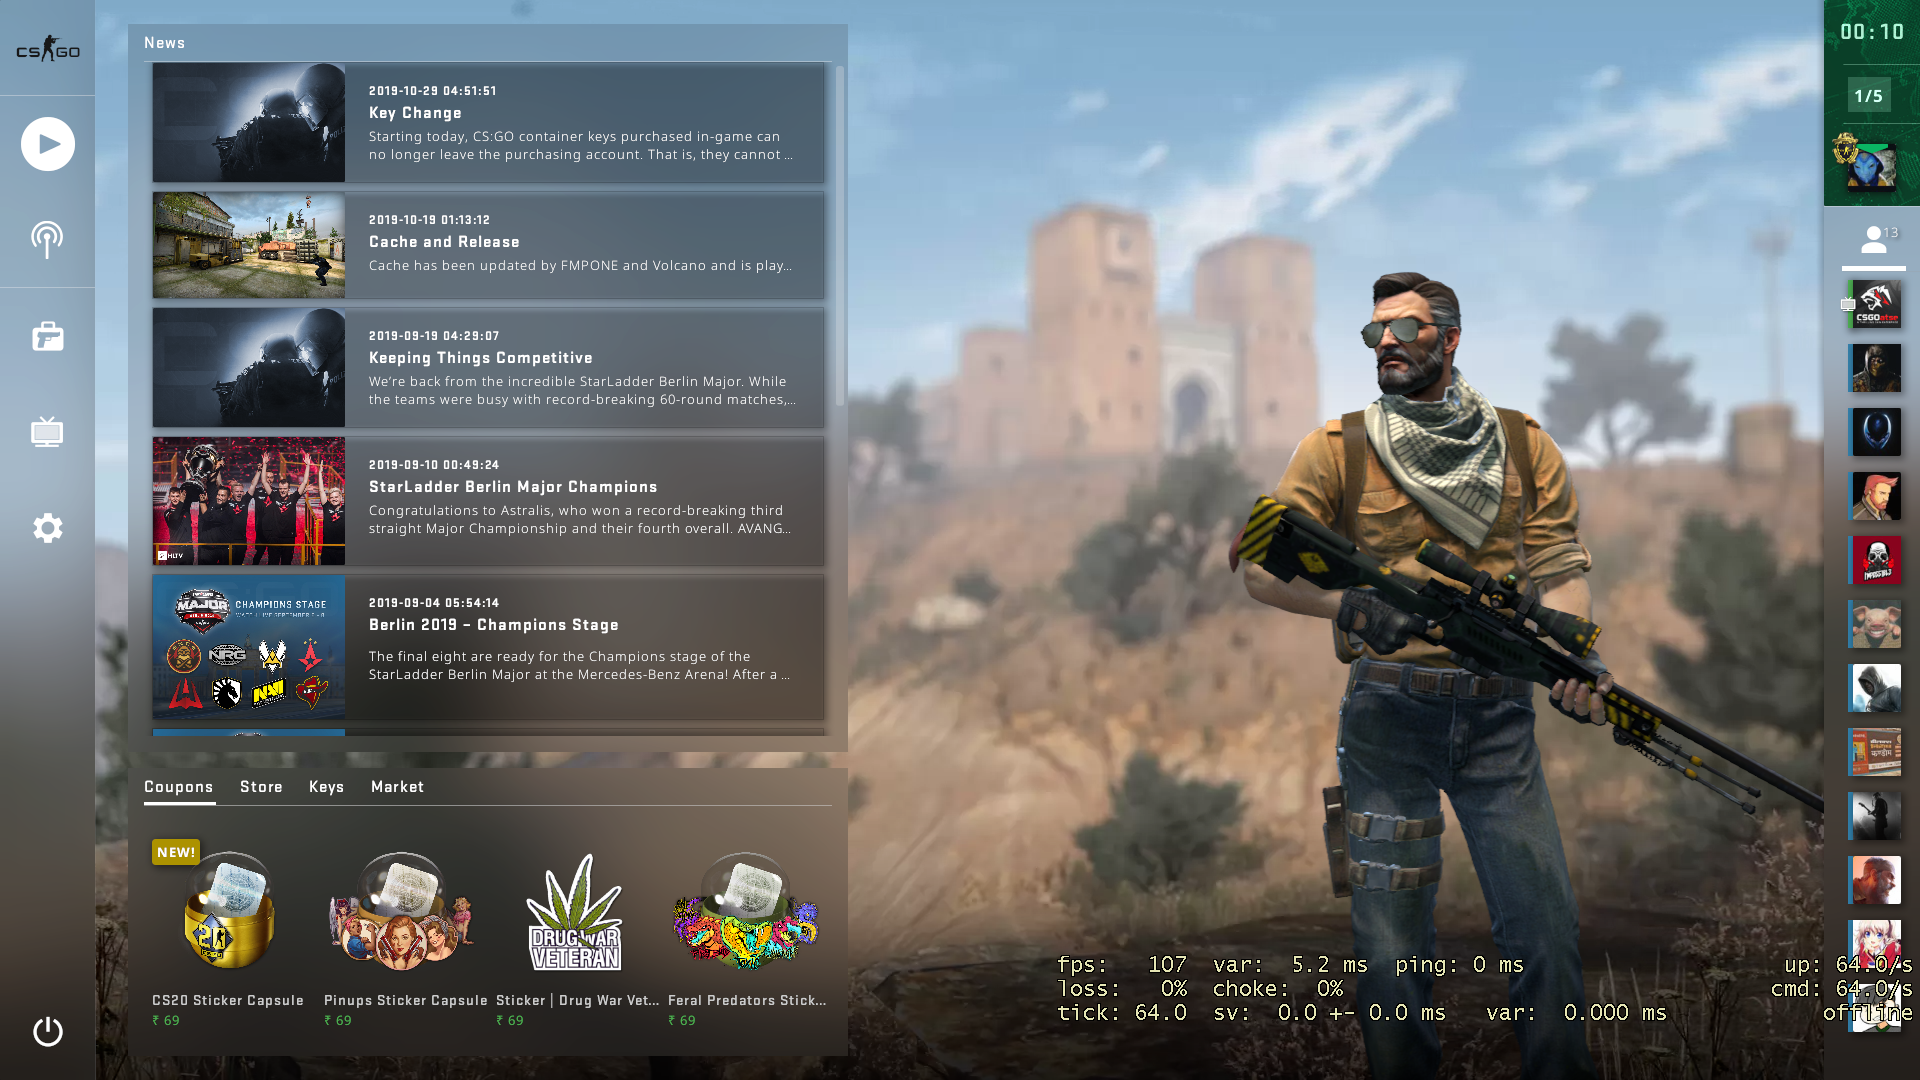 CS GO
News
2019-10-29 04:51:51
Key Change
Starting today, CS:GO container keys purchased in-game can
no longer leave the purchasing account. That is, they cannot ...
2019-10-19 01:13:12
Cache and Release
Cache has been updated by FMPONE and Volcano and is play...
2019-09-19 04:29:07
Keeping Things Competitive
We're back from the incredible StarLadder Berlin Major. While
the teams were busy with record-breaking 60-round matches,...
HLTV
2019-09-10 00:49:24
StarLadder Berlin Major Champions
Congratulations to Astralis, who won a record-breaking third
straight Major Championship and their fourth overall. AVANG...
MAJOR
CHAMPIONS STAGE
NRG
NAVI
2019-09-04 05:54:14
Berlin 2019 – Champions Stage
The final eight are ready for the Champions stage of the
StarLadder Berlin Major at the Mercedes-Benz Arena! After a ...
Coupons Store Keys Market
NEW!
20
DRUG WAR
VETERAN
CS20 Sticker Capsule
₹ 69
Pinups Sticker Capsule
₹ 69
Sticker | Drug War Vet...
₹ 69
Feral Predators Stick...
₹ 69
00:10
1/5
13
fps: 107 var: 5.2 ms ping: 0 ms
loss: 0% choke: 0%
tick: 64.0 sv: 0.0 +- 0.0 ms var: 0.000 ms
up: 64.0/s
cmd: 64.0/s
offline